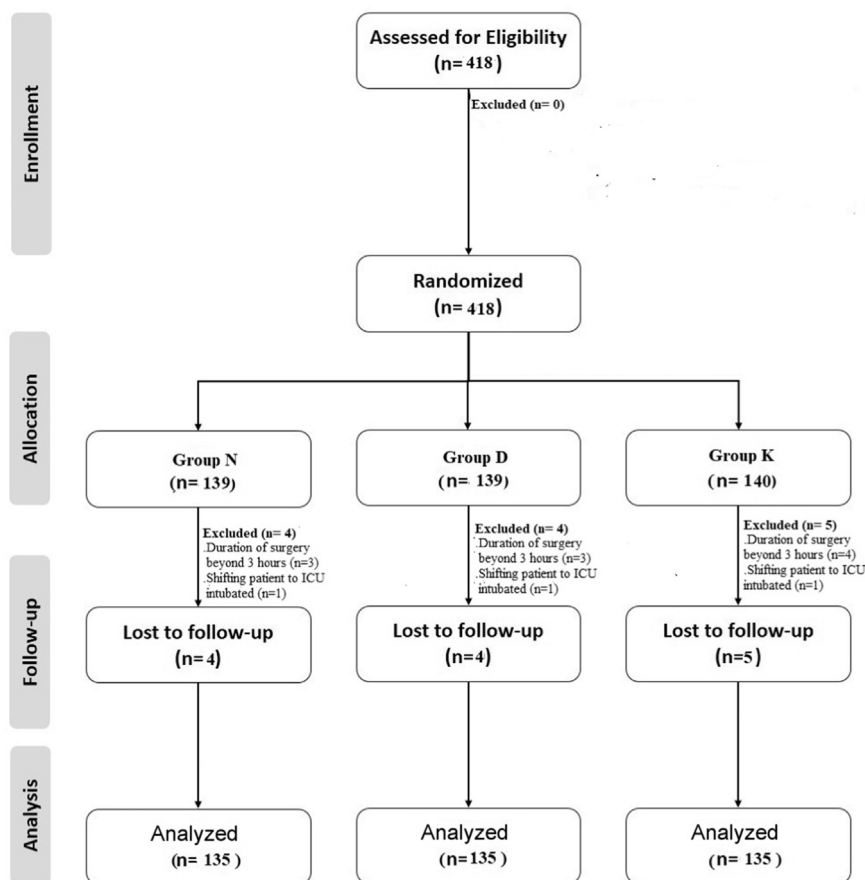 Enrollment
Assessed for Eligibility
(n= 418)
Excluded (n= 0)
Randomized
(n= 418)
Allocation
Group N
(n= 139)
Group D
(n= 139)
Group K
(n= 140)
Excluded (n= 4)
.Duration of surgery
beyond 3 hours (n=3)
.Shifting patient to ICU
intubated (n=1)
Excluded (n= 4)
.Duration of surgery
beyond 3 hours (n=3)
.Shifting patient to ICU
intubated (n=1)
Excluded (n= 5)
.Duration of surgery
beyond 3 hours (n=4)
.Shifting patient to ICU
intubated (n=1)
Follow-up
Lost to follow-up
(n= 4)
Lost to follow-up
(n=4)
Lost to follow-up
(n=5)
Analysis
Analyzed
(n= 135 )
Analyzed
(n=135 )
Analyzed
(n= 135 )